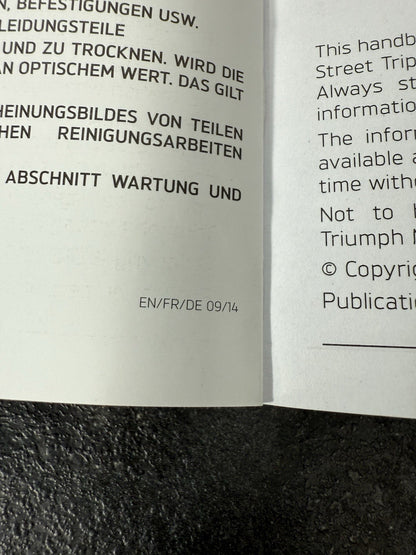 BEFESTIGUNGEN USW.
LEIDUNGSTEILE
UND ZU TROCKNEN. WIRD DIE
AN OPTISCHEM WERT. DAS GILT
HEINUNGSBILDES VON TEILEN
HEN REINIGUNGSARBEITEN
ABSCHNITT WARTUNG UND
EN/FR/DE 09/14
This handb
Street Trip
Always st
informatio
The infor
available a
time witho
Not to b
Triumph M
© Copyrig
Publicatio